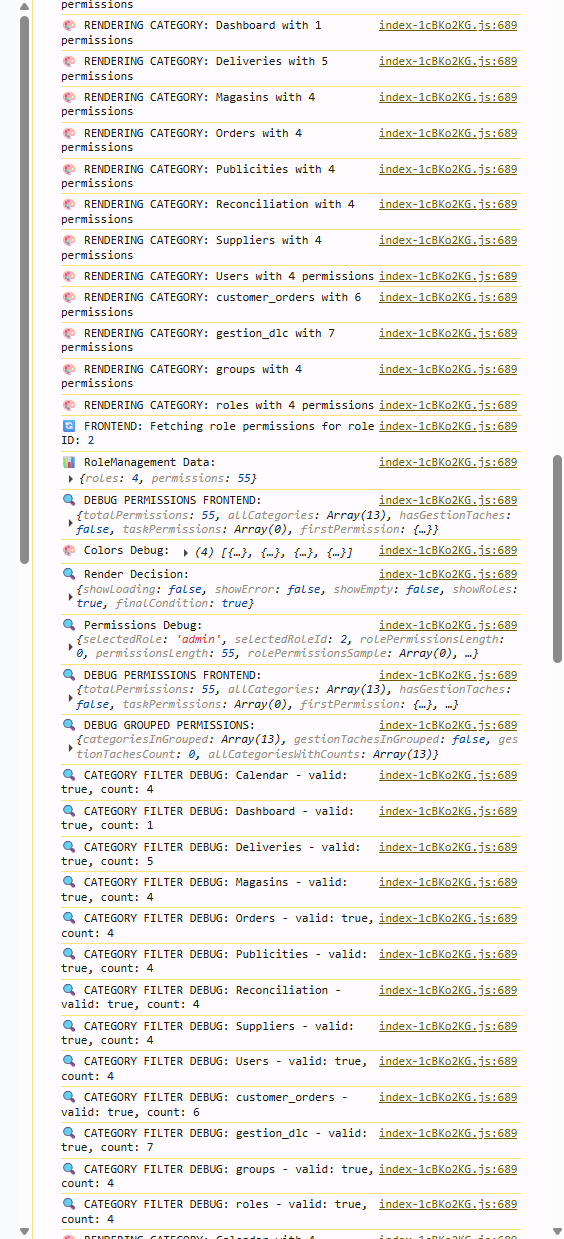 permissions
RENDERING CATEGORY: Dashboard with 1 index-1cBKo2KG.js:689
permissions
RENDERING CATEGORY: Deliveries with 5 index-1cBKo2KG.js:689
permissions
RENDERING CATEGORY: Magasins with 4 index-1cBKo2KG.js:689
permissions
RENDERING CATEGORY: Orders with 4 index-1cBKo2KG.js:689
permissions
RENDERING CATEGORY: Publicities with 4 index-1cBKo2KG.js:689
permissions
RENDERING CATEGORY: Reconciliation with 4 index-1cBKo2KG.js:689
permissions
RENDERING CATEGORY: Suppliers with 4 index-1cBKo2KG.js:689
permissions
RENDERING CATEGORY: Users with 4 permissions index-1cBKo2KG.js:689
RENDERING CATEGORY: customer_orders with 6 index-1cBKo2KG.js:689
permissions
RENDERING CATEGORY: gestion_dlc with 7 index-1cBKo2KG.js:689
permissions
RENDERING CATEGORY: groups with 4 index-1cBKo2KG.js:689
permissions
RENDERING CATEGORY: roles with 4 permissions index-1cBKo2KG.js:689
FRONTEND: Fetching role permissions for role index-1cBKo2KG.js:689
ID: 2
RoleManagement Data: index-1cBKo2KG.js:689
{roles: 4, permissions: 55}
DEBUG PERMISSIONS FRONTEND: index-1cBKo2KG.js:689
{totalPermissions: 55, allCategories: Array(13), hasGestionTaches:
false, taskPermissions: Array(0), firstPermission: {…}}
Colors Debug: (4) [{…}, {…}, {…}, {…}] index-1cBKo2KG.js:689
Render Decision: index-1cBKo2KG.js:689
{showLoading: false, showError: false, showEmpty: false, showRoles:
true, finalCondition: true}
Permissions Debug: index-1cBKo2KG.js:689
{selectedRole: 'admin', selectedRoleId: 2, rolePermissionsLength:
0, permissionsLength: 55, rolePermissionsSample: Array(0), …}
DEBUG PERMISSIONS FRONTEND: index-1cBKo2KG.js:689
{totalPermissions: 55, allCategories: Array(13), hasGestionTaches:
false, taskPermissions: Array(0), firstPermission: {…}, …}
DEBUG GROUPED PERMISSIONS: index-1cBKo2KG.js:689
{categoriesInGrouped: Array(13), gestionTachesInGrouped: false, ges
tionTachesCount: 0, allCategoriesWithCounts: Array(13)}
CATEGORY FILTER DEBUG: Calendar - valid: index-1cBKo2KG.js:689
true, count: 4
CATEGORY FILTER DEBUG: Dashboard - valid: index-1cBKo2KG.js:689
true, count: 1
CATEGORY FILTER DEBUG: Deliveries - valid: index-1cBKo2KG.js:689
true, count: 5
CATEGORY FILTER DEBUG: Magasins - valid: index-1cBKo2KG.js:689
true, count: 4
CATEGORY FILTER DEBUG: Orders - valid: true, index-1cBKo2KG.js:689
count: 4
CATEGORY FILTER DEBUG: Publicities - valid: index-1cBKo2KG.js:689
true, count: 4
CATEGORY FILTER DEBUG: Reconciliation - index-1cBKo2KG.js:689
valid: true, count: 4
CATEGORY FILTER DEBUG: Suppliers - valid: index-1cBKo2KG.js:689
true, count: 4
CATEGORY FILTER DEBUG: Users - valid: true, index-1cBKo2KG.js:689
count: 4
CATEGORY FILTER DEBUG: customer_orders - index-1cBKo2KG.js:689
valid: true, count: 6
CATEGORY FILTER DEBUG: gestion_dlc - valid: index-1cBKo2KG.js:689
true, count: 7
CATEGORY FILTER DEBUG: groups - valid: true, index-1cBKo2KG.js:689
count: 4
CATEGORY FILTER DEBUG: roles - valid: true, index-1cBKo2KG.js:689
count: 4
RENDERING CATEGORY: Calendar with 4 index-1cBKo2KG.js:689